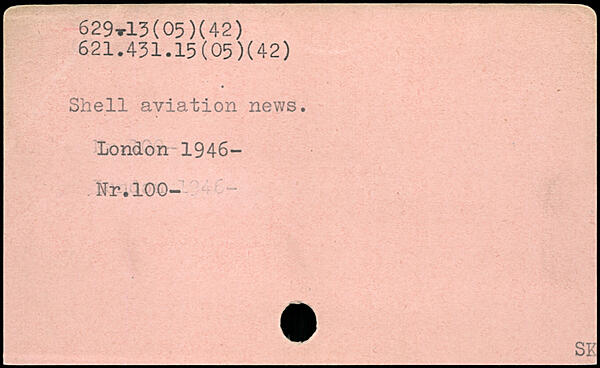 629.13(05)(42)
621.431.15(05)(42)
Shell aviation news.
London 1946-
Nr.100-
SK